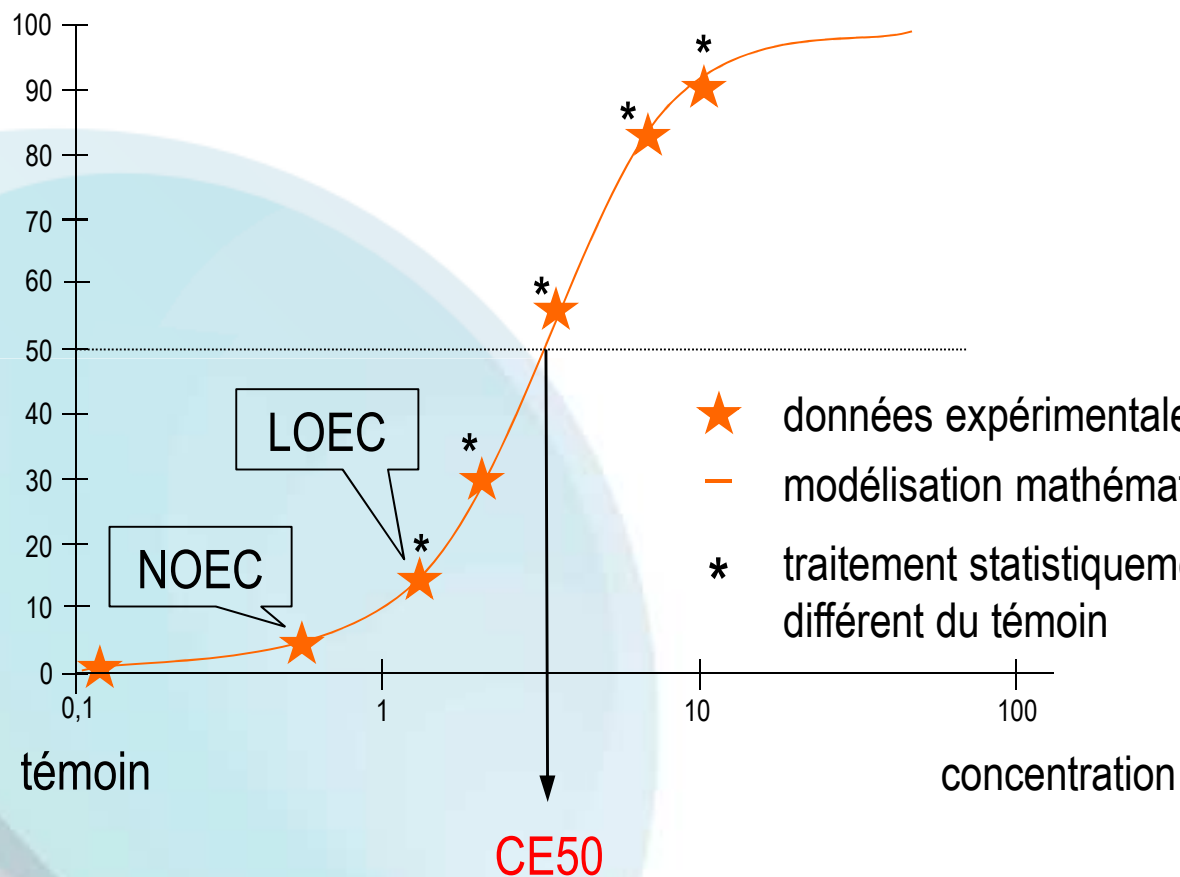 100
90
80
70
60
50
40
30
20
10
0
LOEC
NOEC
*
*
*
*
*
données expérimentale
modélisation mathémat
* traitement statistiqueme
différent du témoin
0,1
1
10
100
témoin
concentration
CE50